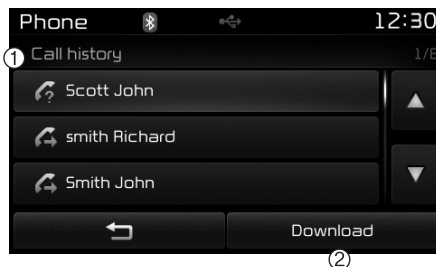 Phone 12:30
① Call history 1/8
Scott John
smith Richard
Smith John
Download
②